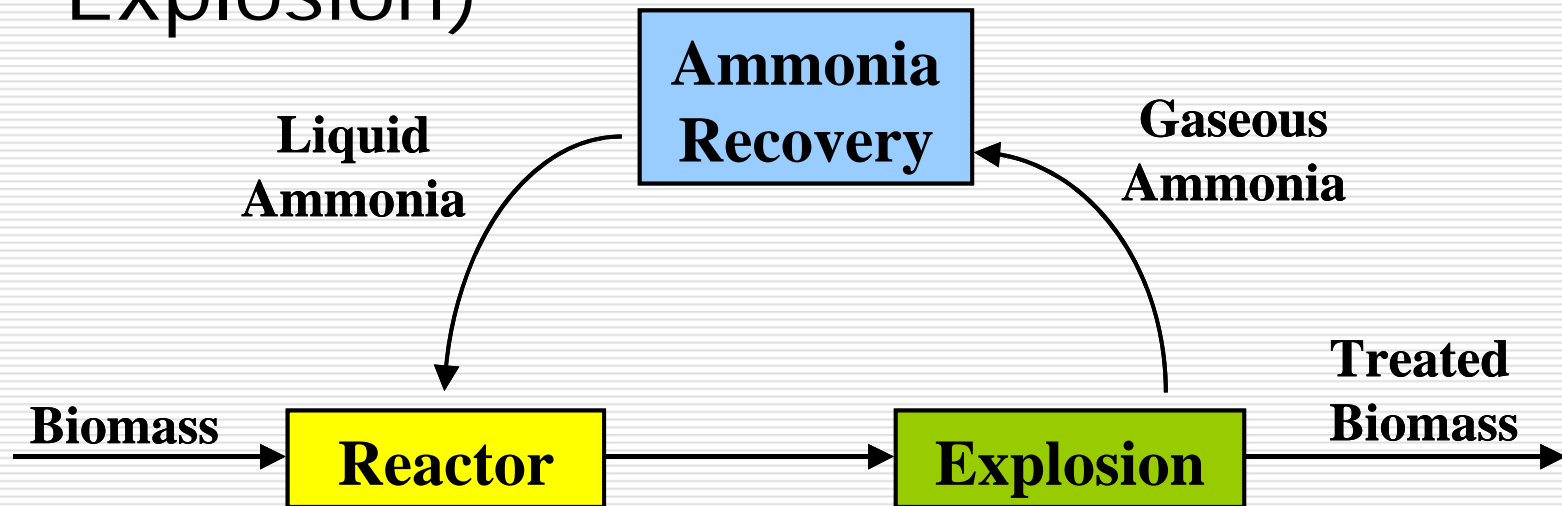 Explosion)
Ammonia
Recovery
Liquid
Ammonia
Gaseous
Ammonia
Treated
Biomass
Biomass
Reactor
Explosion